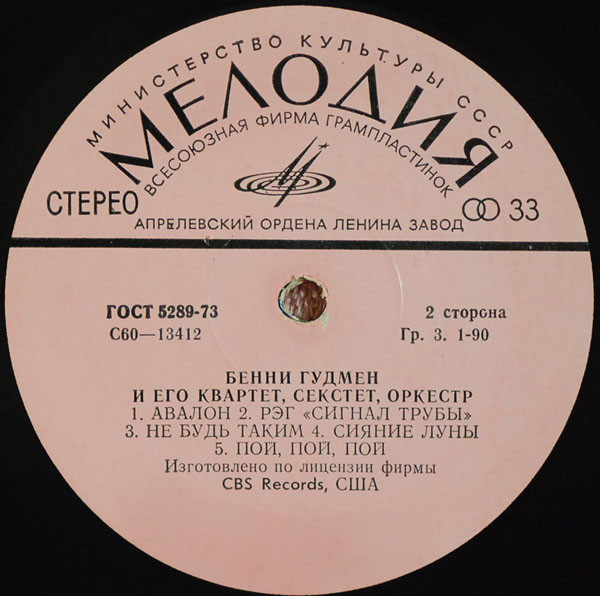 МИНИСТЕРСТВО КУЛЬТУРЫ СССР
МЕЛОДИЯ
ВСЕСОЮЗНАЯ ФИРМА ГРАМПЛАСТИНОК
СТЕРЕО
33
АПРЕЛЕВСКИЙ ОРДЕНА ЛЕНИНА ЗАВОД
ГОСТ 5289-73
2 сторона
С60—13412
Гр. 3. 1-90
БЕННИ ГУДМЕН
И ЕГО КВАРТЕТ, СЕКСТЕТ, ОРКЕСТР
1. АВАЛОН 2. РЭГ «СИГНАЛ ТРУБЫ»
3. НЕ БУДЬ ТАКИМ 4. СИЯНИЕ ЛУНЫ
5. ПОЙ, ПОЙ, ПОЙ
Изготовлено по лицензии фирмы
CBS Records, США